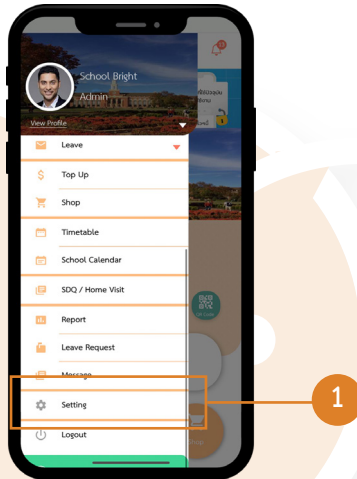 School Bright
Admin
View Profile
Leave
Top Up
Shop
Timetable
School Calendar
SDQ / Home Visit
Report
Leave Request
Message
Setting
Logout
1